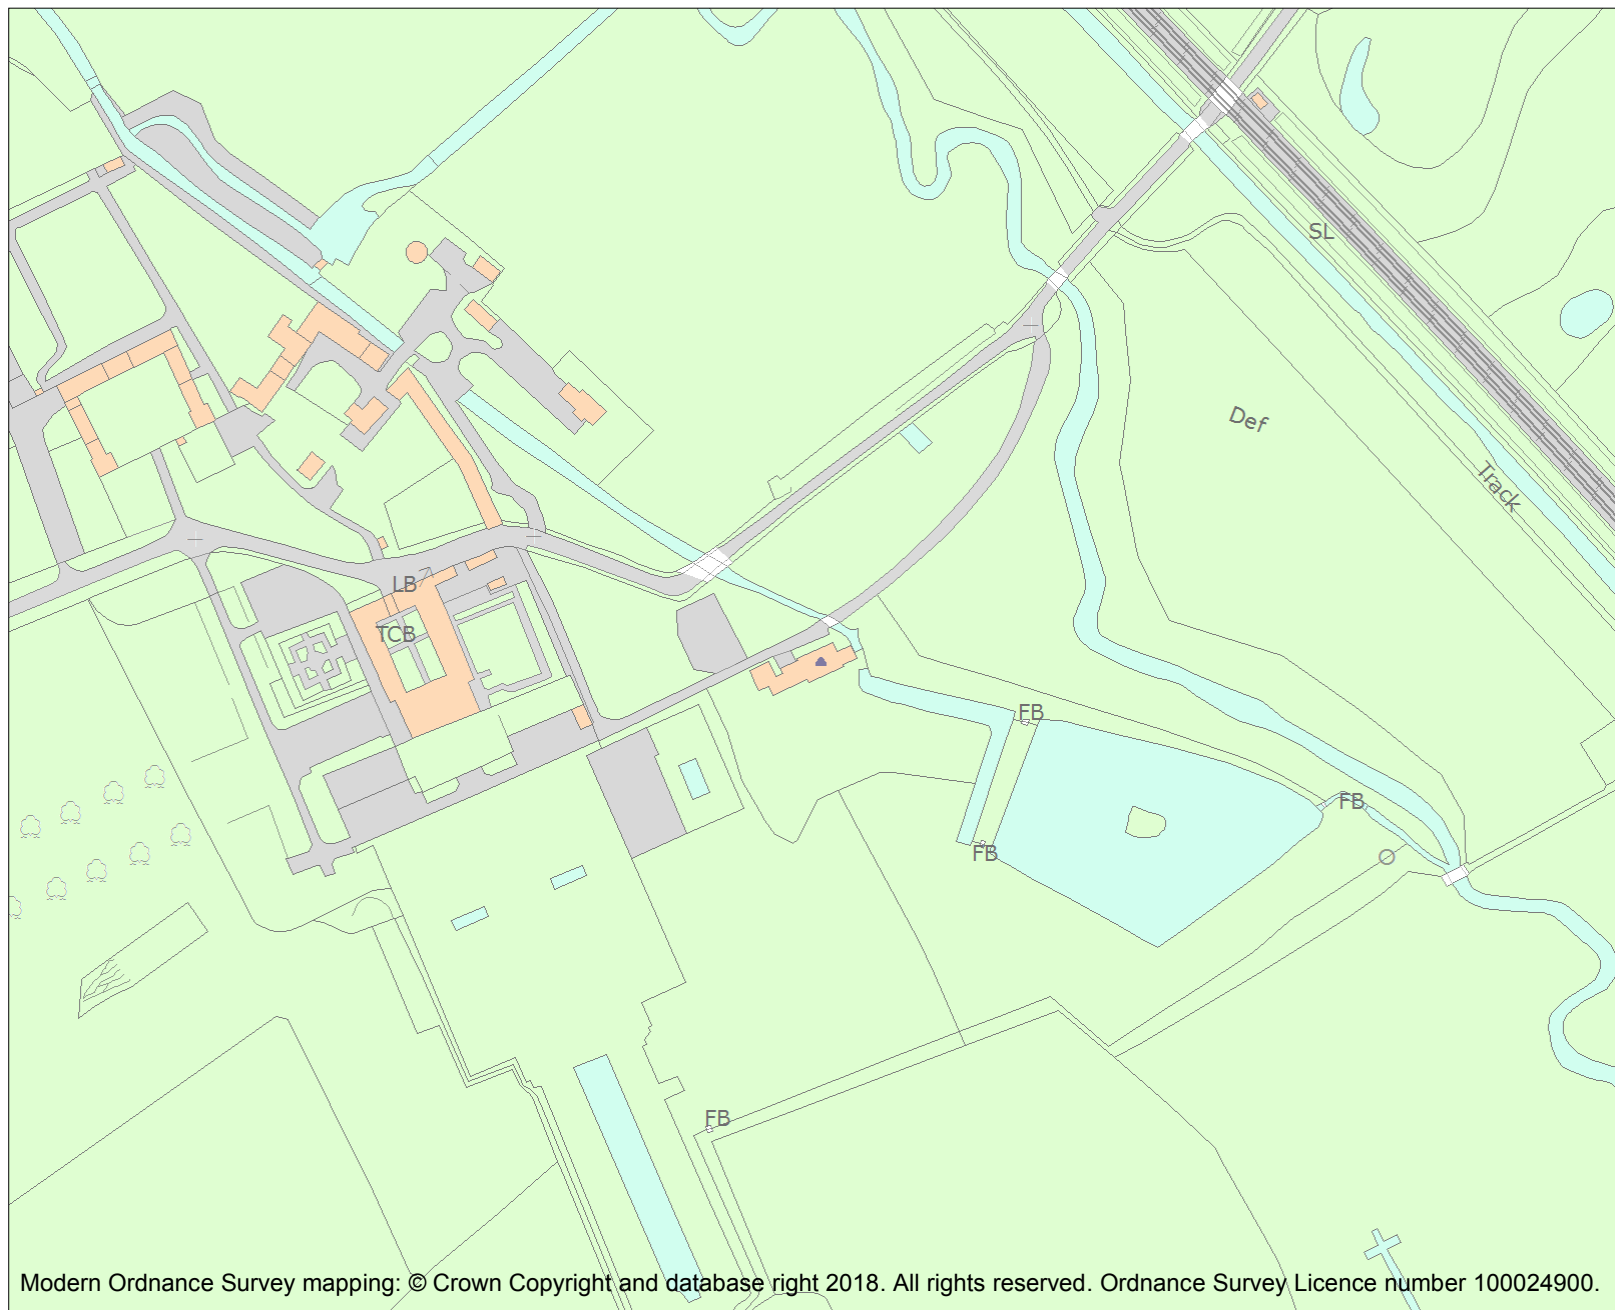 SL
Def
Track
LB
TCB
FB
FB
FB
FB
Modern Ordnance Survey mapping: © Crown Copyright and database right 2018. All rights reserved. Ordnance Survey Licence number 100024900.